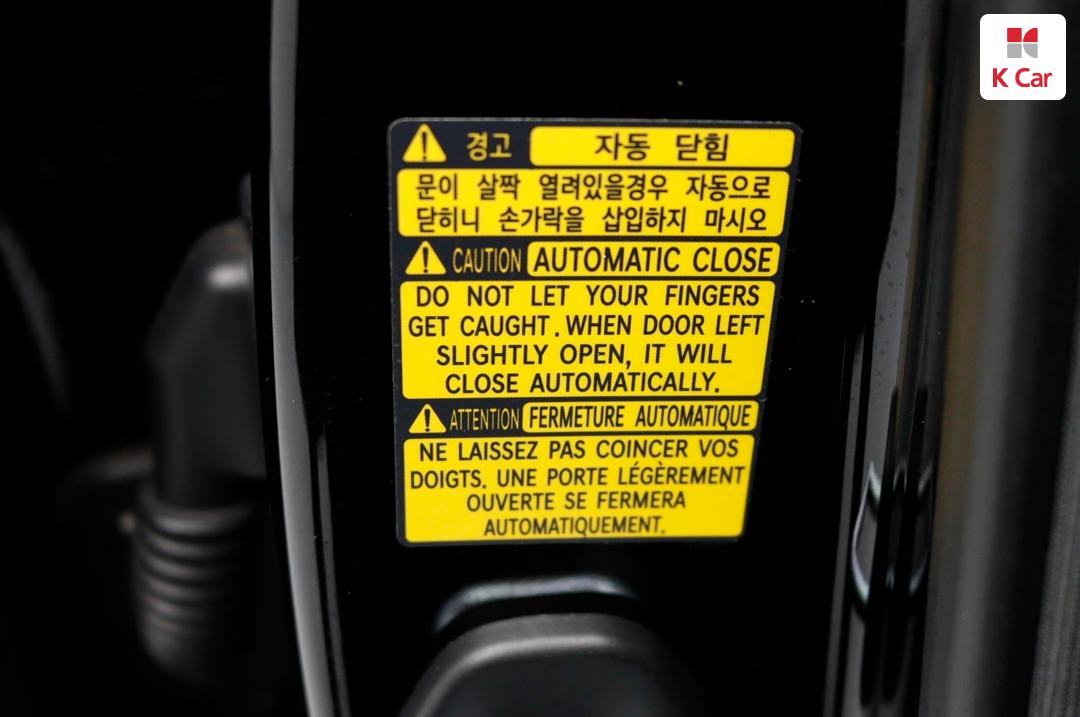 K Car
경고 자동 닫힘
문이 살짝 열려있을경우 자동으로
닫히니 손가락을 삽입하지 마시오
CAUTION AUTOMATIC CLOSE
DO NOT LET YOUR FINGERS
GET CAUGHT. WHEN DOOR LEFT
SLIGHTLY OPEN, IT WILL
CLOSE AUTOMATICALLY.
ATTENTION FERMETURE AUTOMATIQUE
NE LAISSEZ PAS COINCER VOS
DOIGTS. UNE PORTE LÉGÈREMENT
OUVERTE SE FERMERA
AUTOMATIQUEMENT.